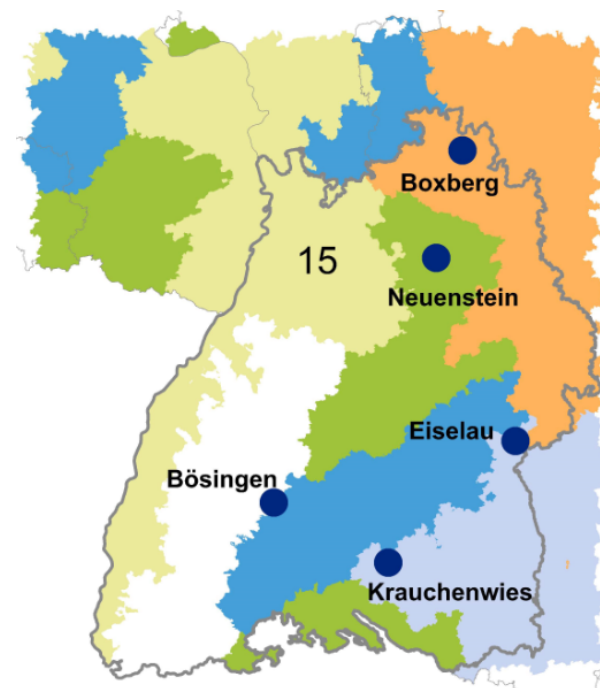 Boxberg
15
Neuenstein
Eiselau
Bösingen
Krauchenwies